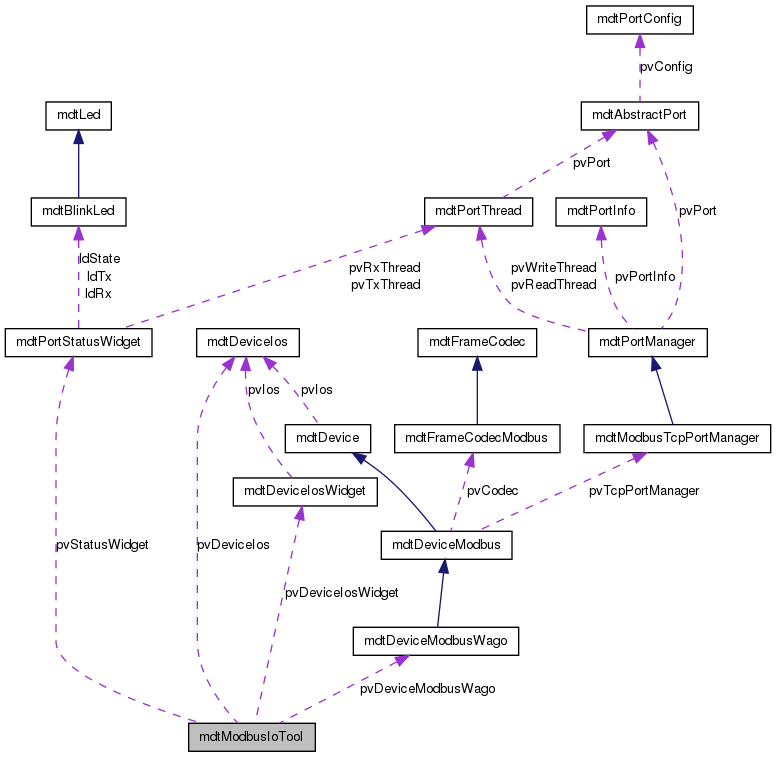 mdtPortConfig
pvConfig
mdtLed
mdtAbstractPort
pvPort
mdtBlinkLed
mdtPortThread
mdtPortInfo
pvPort
ldState
ldTx
ldRx
pvRxThread
pvTxThread
pvWriteThread
pvReadThread
pvPortInfo
mdtPortStatusWidget
mdtDeviceIos
mdtFrameCodec
mdtPortManager
pvIos
pvIos
mdtDevice
mdtFrameCodecModbus
mdtModbusTcpPortManager
mdtDeviceIosWidget
pvCodec
pvTcpPortManager
pvStatusWidget
pvDeviceIos
mdtDeviceModbus
pvDeviceIosWidget
mdtDeviceModbusWago
pvDeviceModbusWago
mdtModbusIoTool